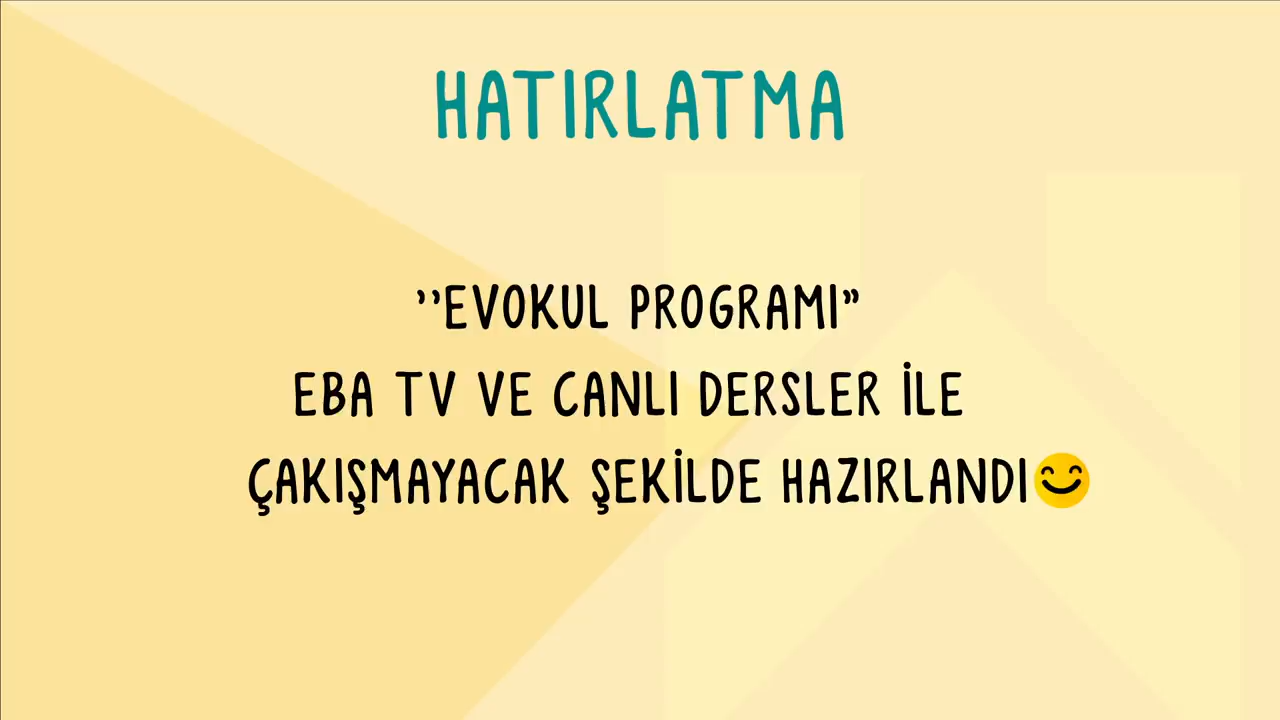 HATIRLATMA
’’EVOKUL PROGRAMI”
EBA TV VE CANLI DERSLER İLE
ÇAKIŞMAYACAK ŞEKİLDE HAZIRLANDI😊